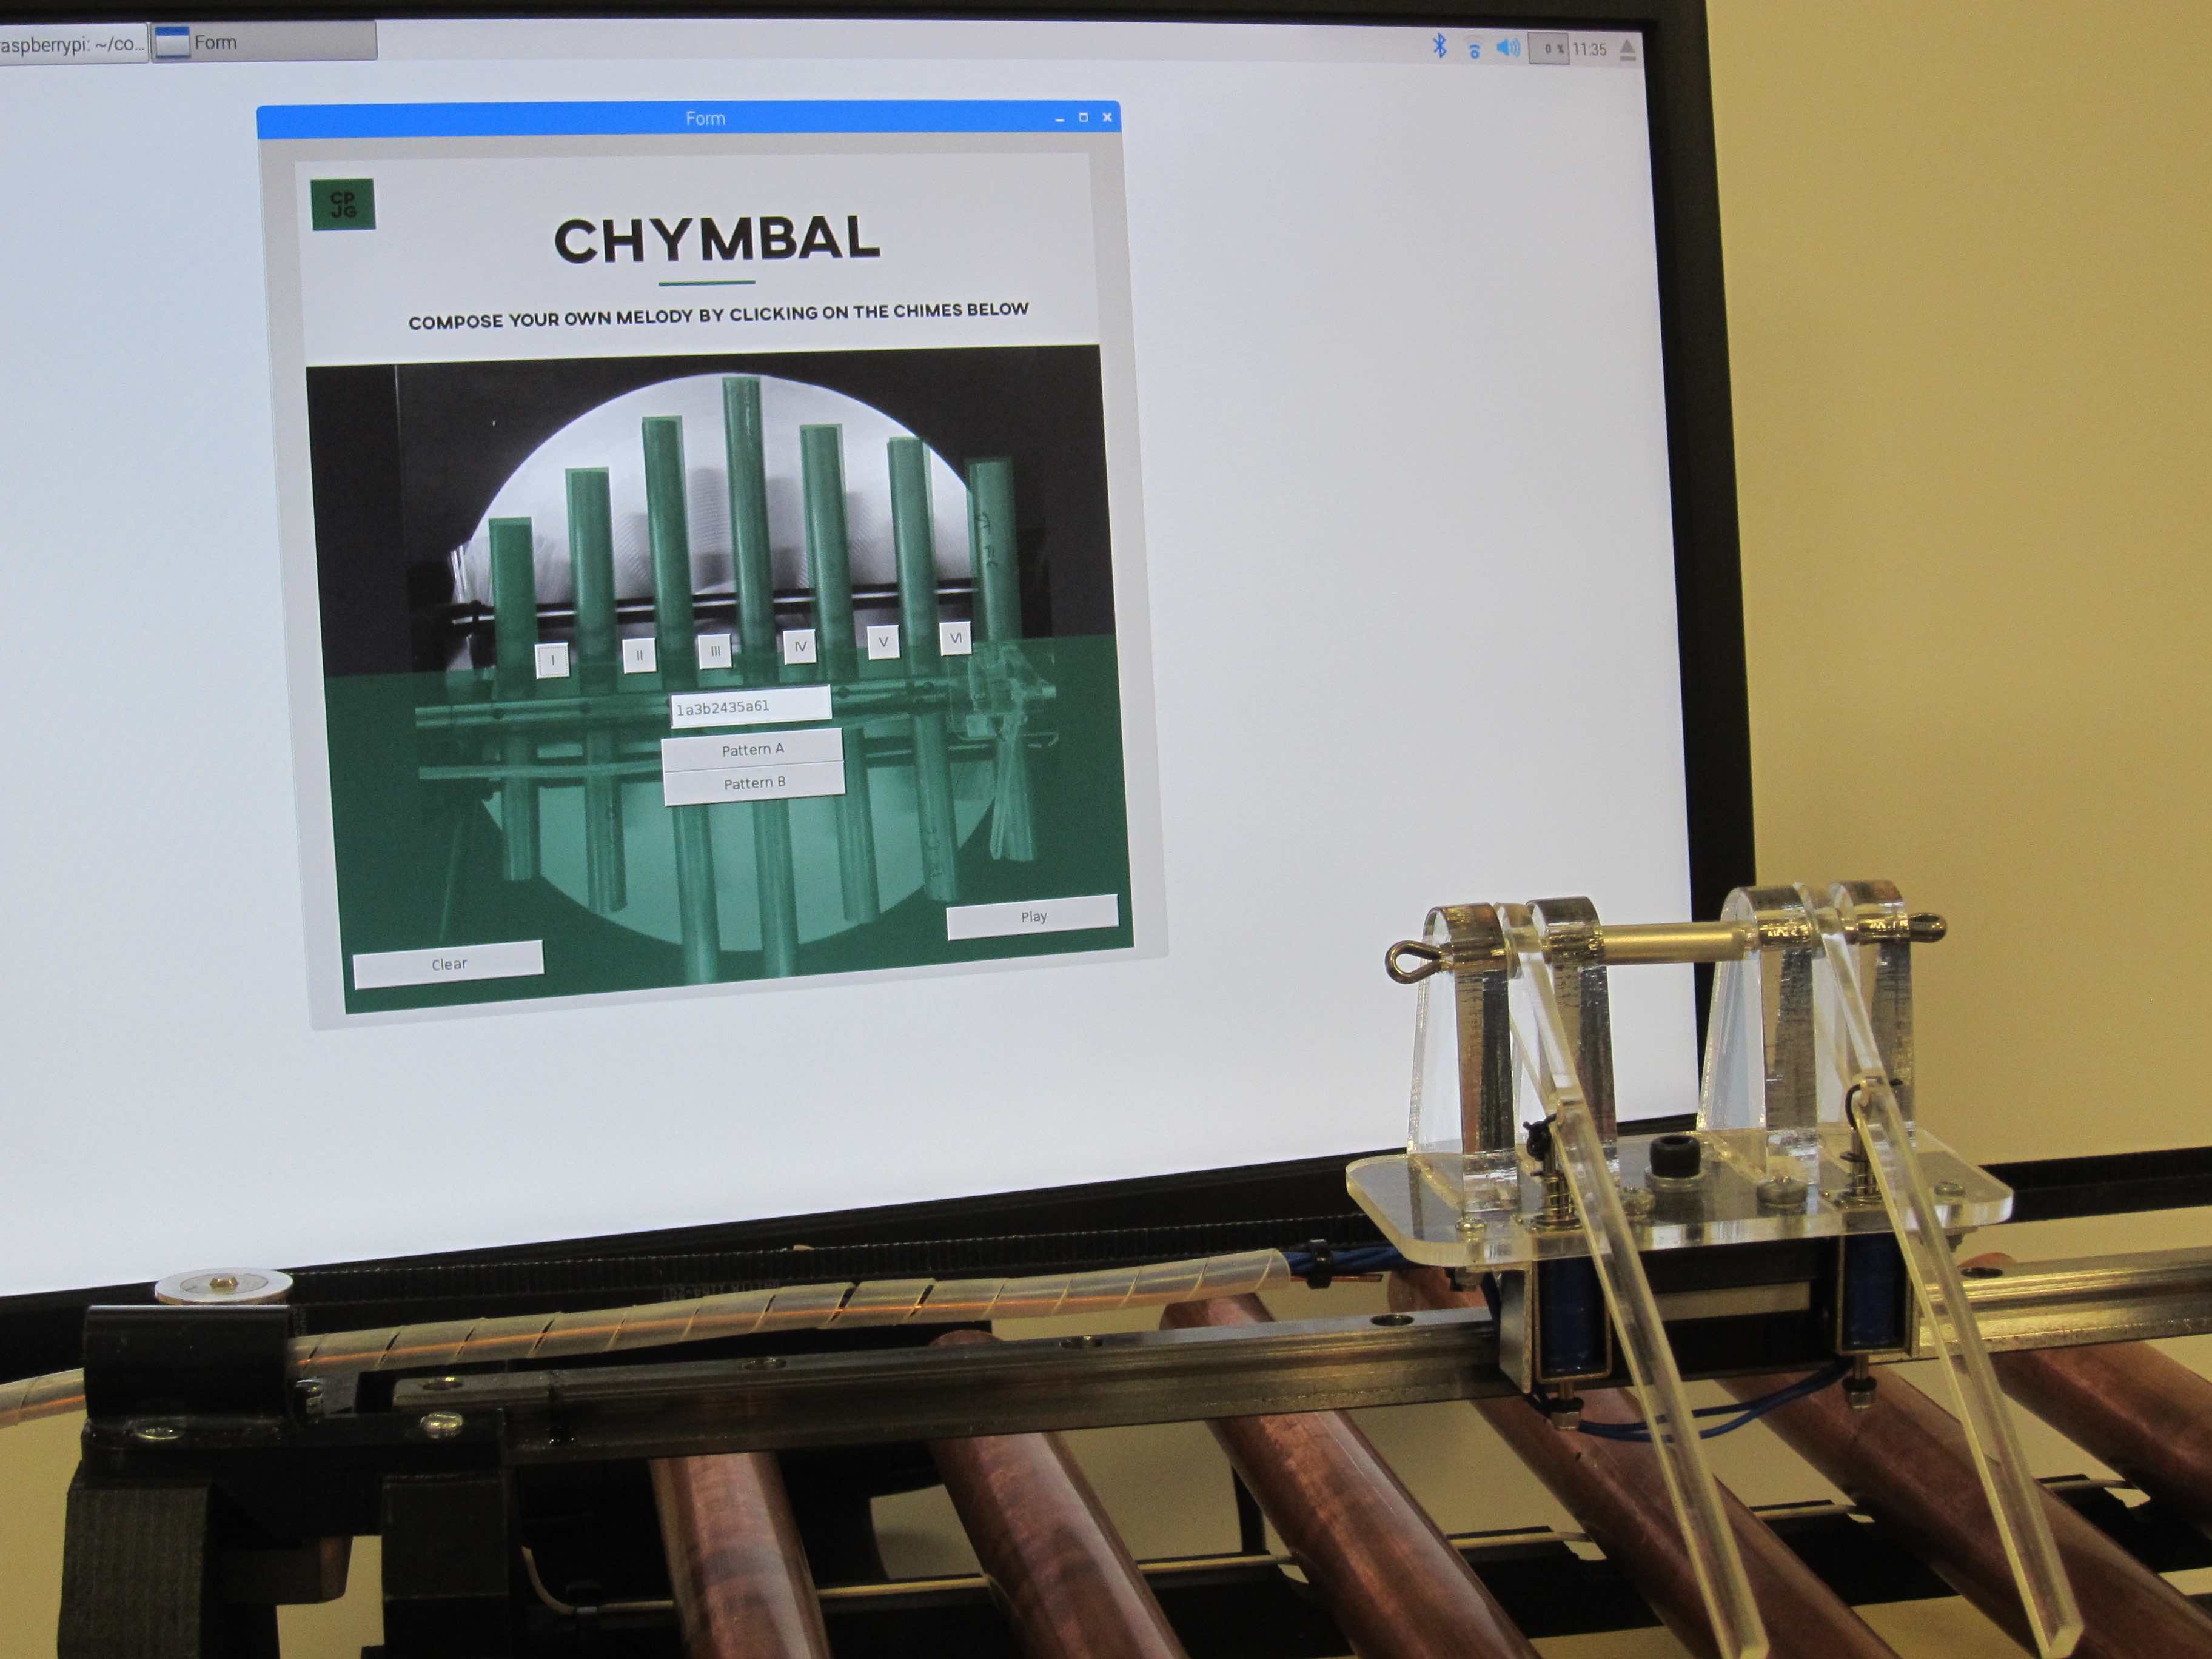 aspberrypi: ~/co...
Form
0 %
11:35
Form
CP
JG
CHYMBAL
COMPOSE YOUR OWN MELODY BY CLICKING ON THE CHIMES BELOW
I
II
III
IV
V
VI
1a3b2435a61
Pattern A
Pattern B
Play
Clear